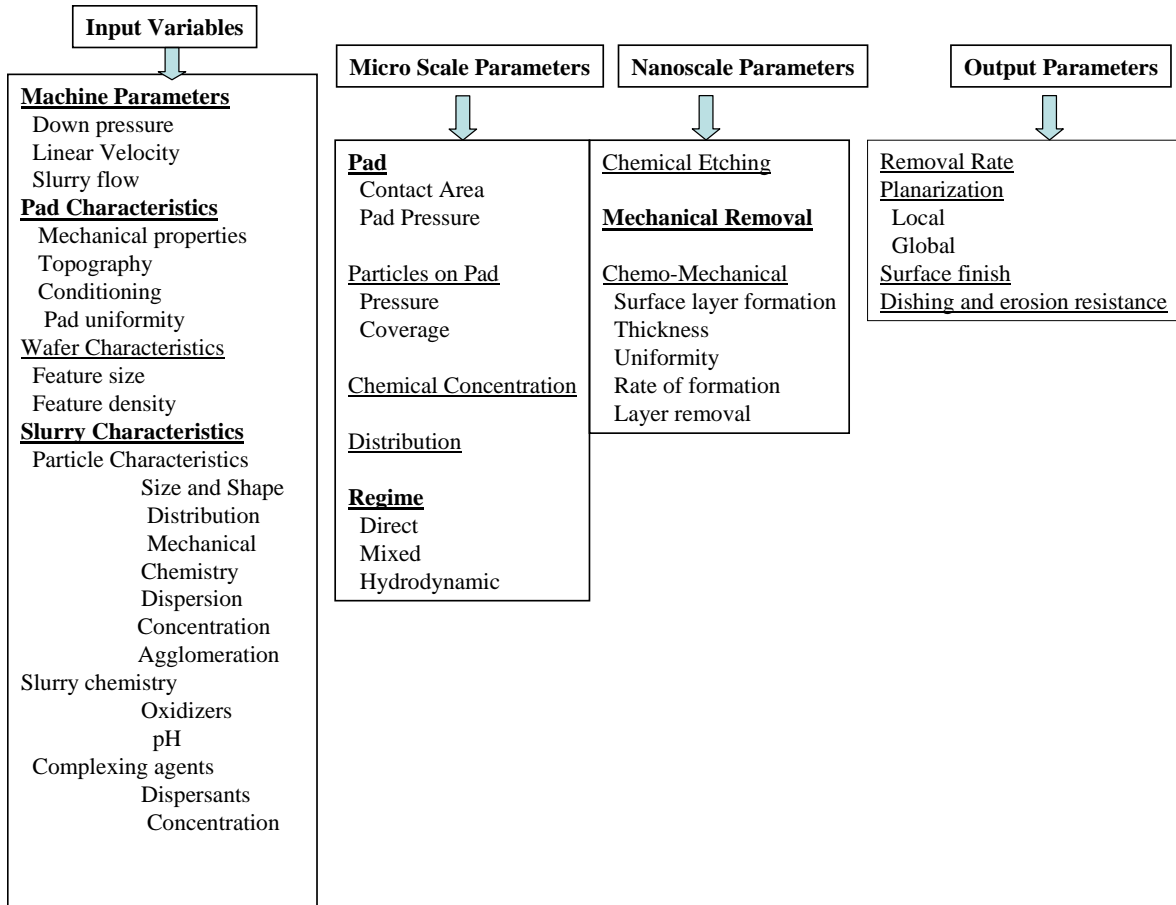 Input Variables
Machine Parameters
Down pressure
Linear Velocity
Slurry flow
Pad Characteristics
Mechanical properties
Topography
Conditioning
Pad uniformity
Wafer Characteristics
Feature size
Feature density
Slurry Characteristics
Particle Characteristics
Size and Shape
Distribution
Mechanical
Chemistry
Dispersion
Concentration
Agglomeration
Slurry chemistry
Oxidizers
pH
Complexing agents
Dispersants
Concentration
Micro Scale Parameters
Pad
Contact Area
Pad Pressure
Particles on Pad
Pressure
Coverage
Chemical Concentration
Distribution
Regime
Direct
Mixed
Hydrodynamic
Nanoscale Parameters
Chemical Etching
Mechanical Removal
Chemo-Mechanical
Surface layer formation
Thickness
Uniformity
Rate of formation
Layer removal
Output Parameters
Removal Rate
Planarization
Local
Global
Surface finish
Dishing and erosion resistance